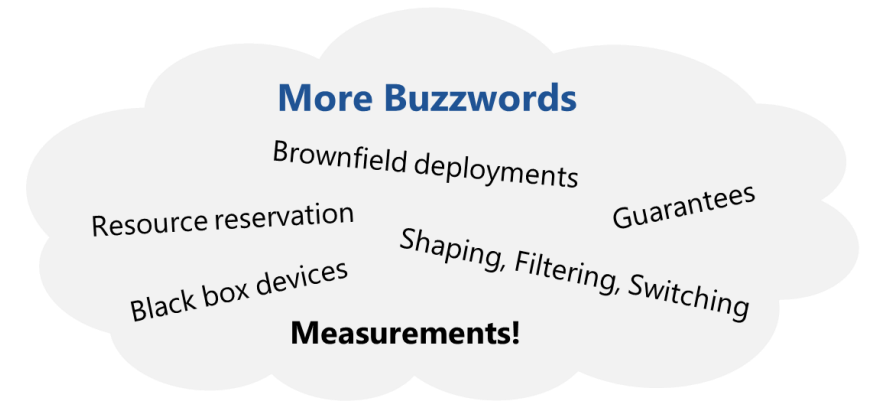 More Buzzwords
Brownfield deployments
Guarantees
Resource reservation
Shaping, Filtering, Switching
Black box devices
Measurements!